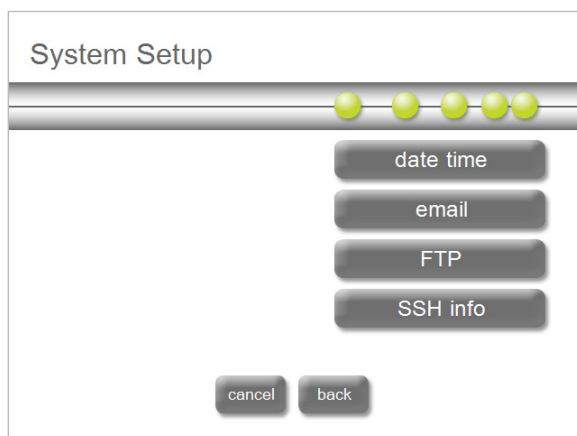 System Setup
date time
email
FTP
SSH info
cancel back